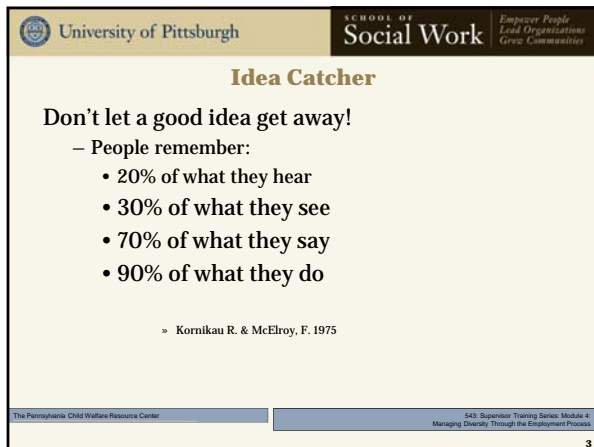 University of Pittsburgh
SCHOOL OF
Social Work
Empower People
Lead Organizations
Grow Communities
Idea Catcher
Don't let a good idea get away!
– People remember:
• 20% of what they hear
• 30% of what they see
• 70% of what they say
• 90% of what they do
» Kornikau R. & McElroy, F. 1975
The Pennsylvania Child Welfare Resource Center
543: Supervisor Training Series: Module 4:
Managing Diversity Through the Employment Process
3